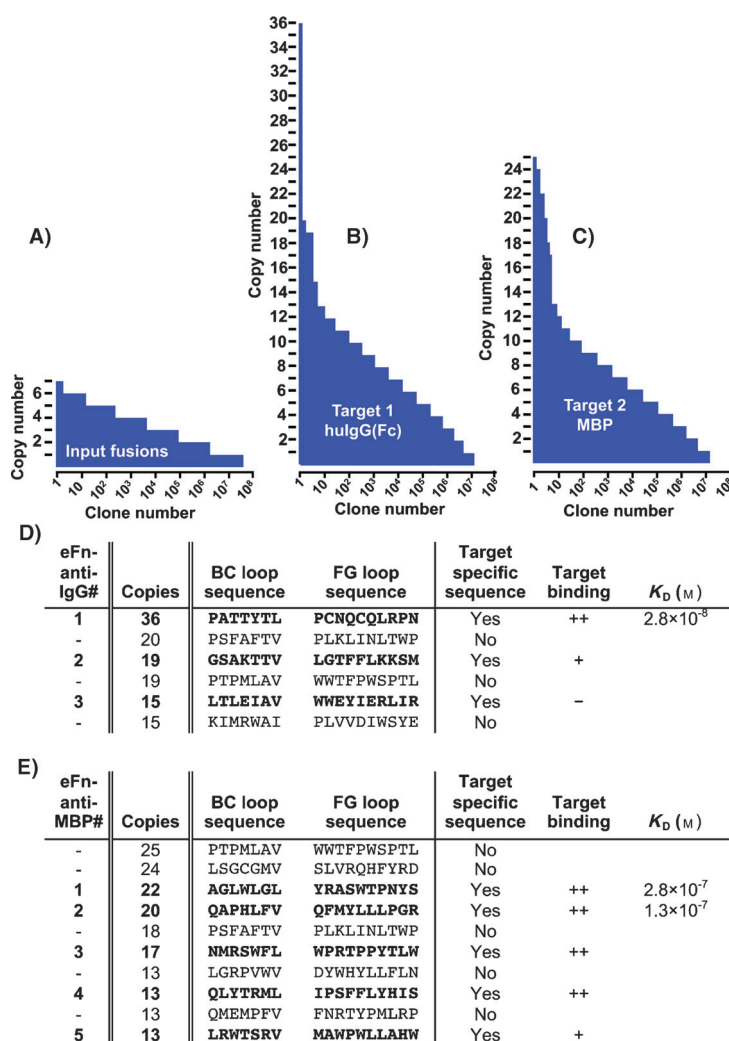 A)
Copy number
6
4
2
Input fusions
1 10 10² 10³ 10⁴ 10⁵ 10⁶ 10⁷ 10⁸
Clone number
B)
Copy number
36
34
32
30
28
26
24
22
20
18
16
14
12
10
8
6
4
2
Target 1
huIgG(Fc)
1 10 10² 10³ 10⁴ 10⁵ 10⁶ 10⁷ 10⁸
Clone number
C)
Copy number
24
22
20
18
16
14
12
10
8
6
4
2
Target 2
MBP
1 10 10² 10³ 10⁴ 10⁵ 10⁶ 10⁷ 10⁸
Clone number
D)
eFn-anti-IgG# Copies BC loop sequence FG loop sequence Target specific sequence Target binding K_D (M)
1 36 PATTYTL PCNQCQLRPN Yes ++ 2.8×10⁻⁸
- 20 PSFAFTV PLKLINLTWP No
2 19 GSAKTTV LGTFFLKKSM Yes +
- 19 PTPMLAV WWTFPWSPTL No
3 15 LTLEIAV WWEYIERLIR Yes −
- 15 KIMRWAI PLVVDIWSYE No
E)
eFn-anti-MBP# Copies BC loop sequence FG loop sequence Target specific sequence Target binding K_D (M)
- 25 PTPMLAV WWTFPWSPTL No
- 24 LSGCGMV SLVRQHFYRD No
1 22 AGLWLGL YRASWTPNYS Yes ++ 2.8×10⁻⁷
2 20 QAPHLFV QFMYLLLPGR Yes ++ 1.3×10⁻⁷
- 18 PSFAFTV PLKLINLTWP No
3 17 NMRSWFL WPRTPPYTLW Yes ++
- 13 LGRPVWV DYWHYLLFLN No
4 13 QLYTRML IPSFFLYHIS Yes ++
- 13 QMEMPFV FNRTYPMLRP No
5 13 LRWTSRV MAWPWLLAHW Yes +